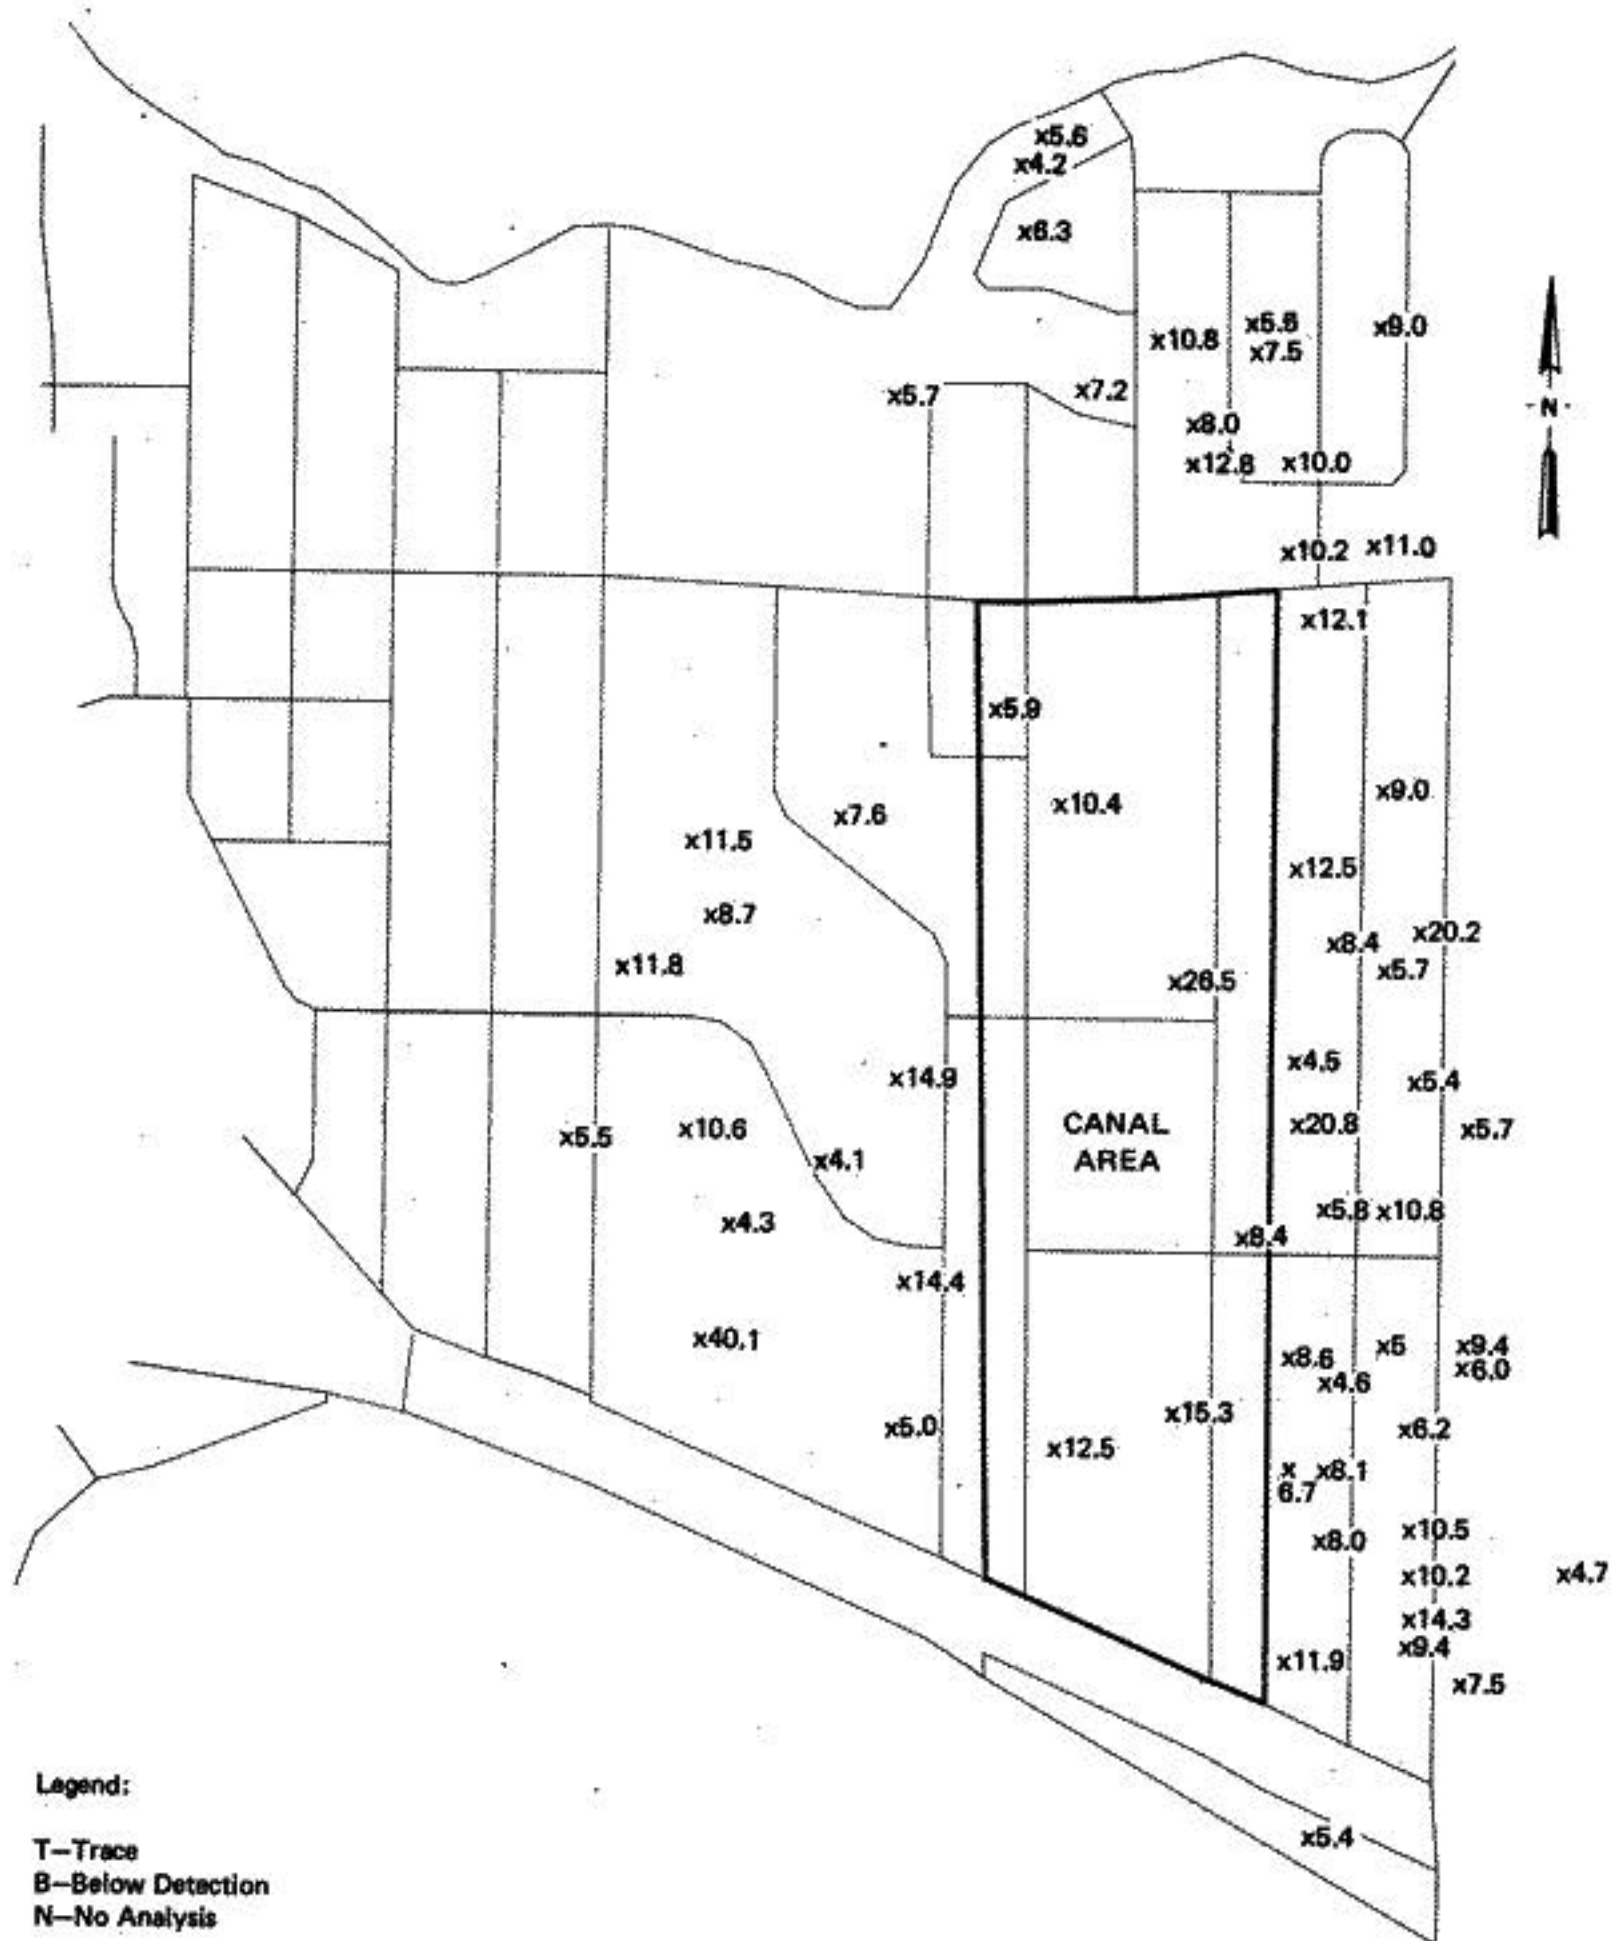 x5.6
x4.2
x6.3
x10.8
x5.6
x7.5
x9.0
x5.7
x7.2
x8.0
- N -
x12.8
x10.0
x10.2
x11.0
x12.1
x5.9
x9.0
x10.4
x7.6
x11.5
x12.5
x8.7
x20.2
x8.4
x11.8
x5.7
x26.5
x4.5
x14.9
x5.4
CANAL
AREA
x20.8
x10.6
x5.5
x5.7
x4.1
x5.8
x10.8
x4.3
x8.4
x14.4
x40.1
x5
x9.4
x8.6
x6.0
x4.6
x15.3
x5.0
x6.2
x12.5
x
6.7
x8.1
x10.5
x8.0
x4.7
x10.2
x14.3
x9.4
x11.9
x7.5
Legend:
x5.4
T—Trace
B—Below Detection
N—No Analysis